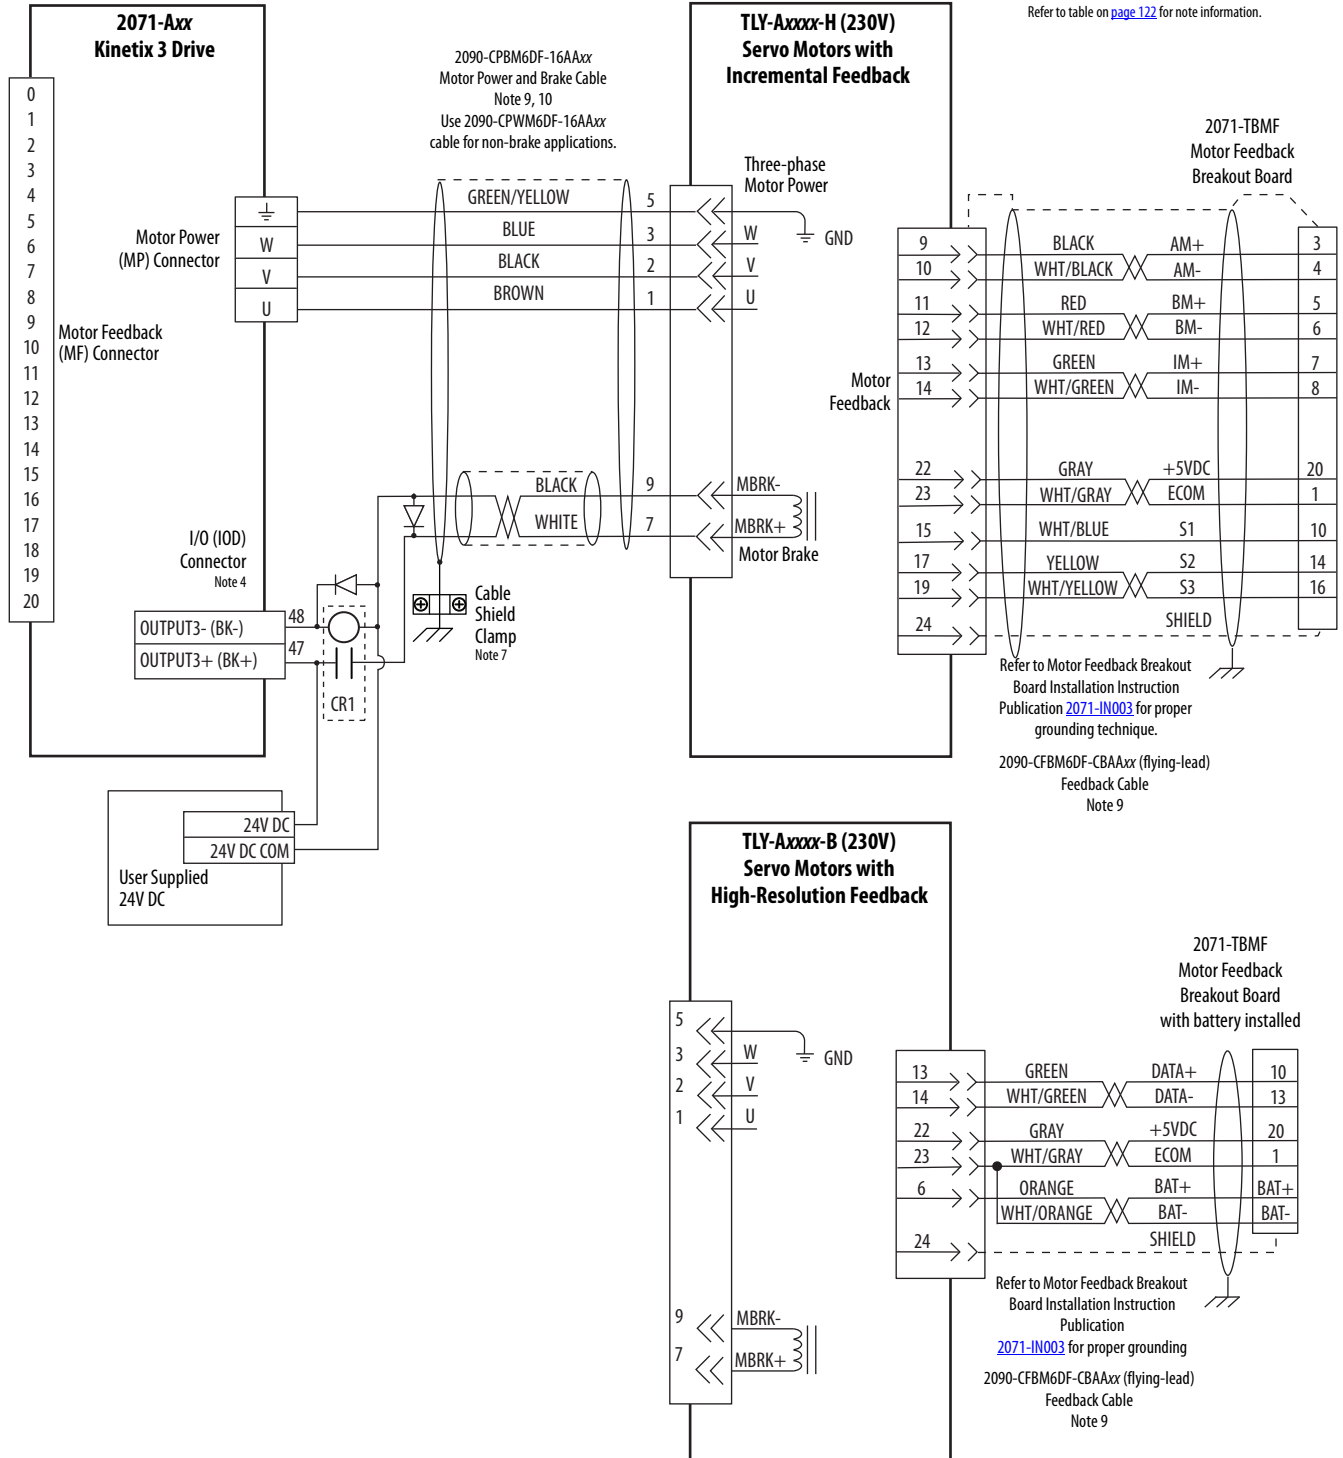 2071-Axx
Kinetix 3 Drive
0
1
2
3
4
5
6
7
8
9
10
11
12
13
14
15
16
17
18
19
20
Motor Feedback
(MF) Connector
Motor Power
(MP) Connector
W
V
U
I/O (IOD)
Connector
Note 4
OUTPUT3- (BK-)
OUTPUT3+ (BK+)
48
47
CR1
24V DC
24V DC COM
User Supplied
24V DC
2090-CPBM6DF-16AAxx
Motor Power and Brake Cable
Note 9, 10
Use 2090-CPWM6DF-16AAxx
cable for non-brake applications.
GREEN/YELLOW 5
BLUE 3
BLACK 2
BROWN 1
BLACK 9
WHITE 7
Cable
Shield
Clamp
Note 7
TLY-Axxxx-H (230V)
Servo Motors with
Incremental Feedback
Three-phase
Motor Power
GND
W
V
U
MBRK-
MBRK+
Motor Brake
Motor
Feedback
Refer to table on page 122 for note information.
2071-TBMF
Motor Feedback
Breakout Board
9 BLACK AM+ 3
10 WHT/BLACK AM- 4
11 RED BM+ 5
12 WHT/RED BM- 6
13 GREEN IM+ 7
14 WHT/GREEN IM- 8
22 GRAY +5VDC 20
23 WHT/GRAY ECOM 1
15 WHT/BLUE S1 10
17 YELLOW S2 14
19 WHT/YELLOW S3 16
24 SHIELD
Refer to Motor Feedback Breakout
Board Installation Instruction
Publication 2071-IN003 for proper
grounding technique.
2090-CFBM6DF-CBAAxx (flying-lead)
Feedback Cable
Note 9
TLY-Axxxx-B (230V)
Servo Motors with
High-Resolution Feedback
5
3 W
2 V
1 U
GND
9 MBRK-
7 MBRK+
2071-TBMF
Motor Feedback
Breakout Board
with battery installed
13 GREEN DATA+ 10
14 WHT/GREEN DATA- 13
22 GRAY +5VDC 20
23 WHT/GRAY ECOM 1
6 ORANGE BAT+ BAT+
WHT/ORANGE BAT- BAT-
24 SHIELD
Refer to Motor Feedback Breakout
Board Installation Instruction
Publication
2071-IN003 for proper grounding
2090-CFBM6DF-CBAAxx (flying-lead)
Feedback Cable
Note 9